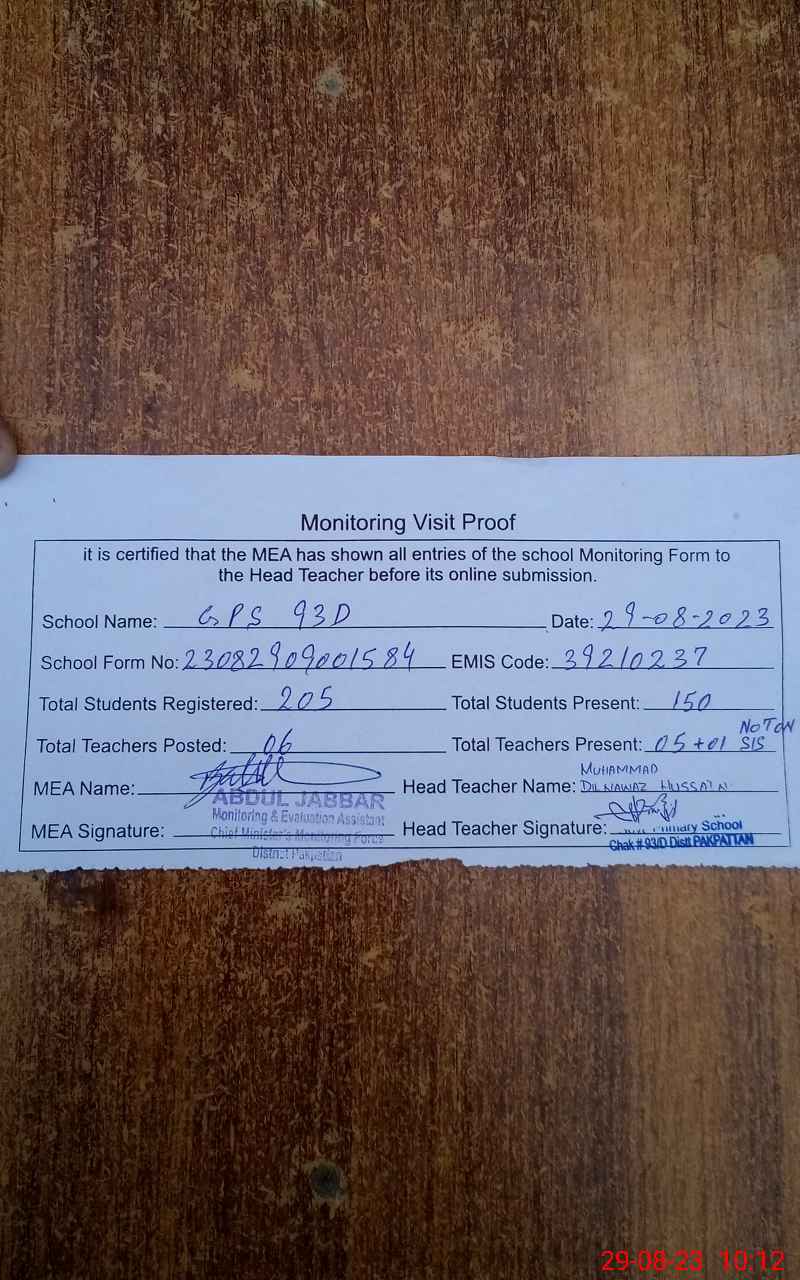 Monitoring Visit Proof
it is certified that the MEA has shown all entries of the school Monitoring Form to
the Head Teacher before its online submission.
School Name: GPS 93D Date: 29-08-2023
School Form No: 23082909001584 EMIS Code: 39210237
Total Students Registered: 205 Total Students Present: 150
Total Teachers Posted: 06 Total Teachers Present: 05+01 NOT ON SIS
MEA Name: Head Teacher Name: MUHAMMAD DILNAWAZ HUSSAIN
ABDUL JABBAR
Monitoring & Evaluation Assistant
MEA Signature: Head Teacher Signature:
Chief Minister's Monitoring Force
District Pakpattan
Primary School
Chak # 93/D Distt PAKPATTAN
29-08-23 10:12